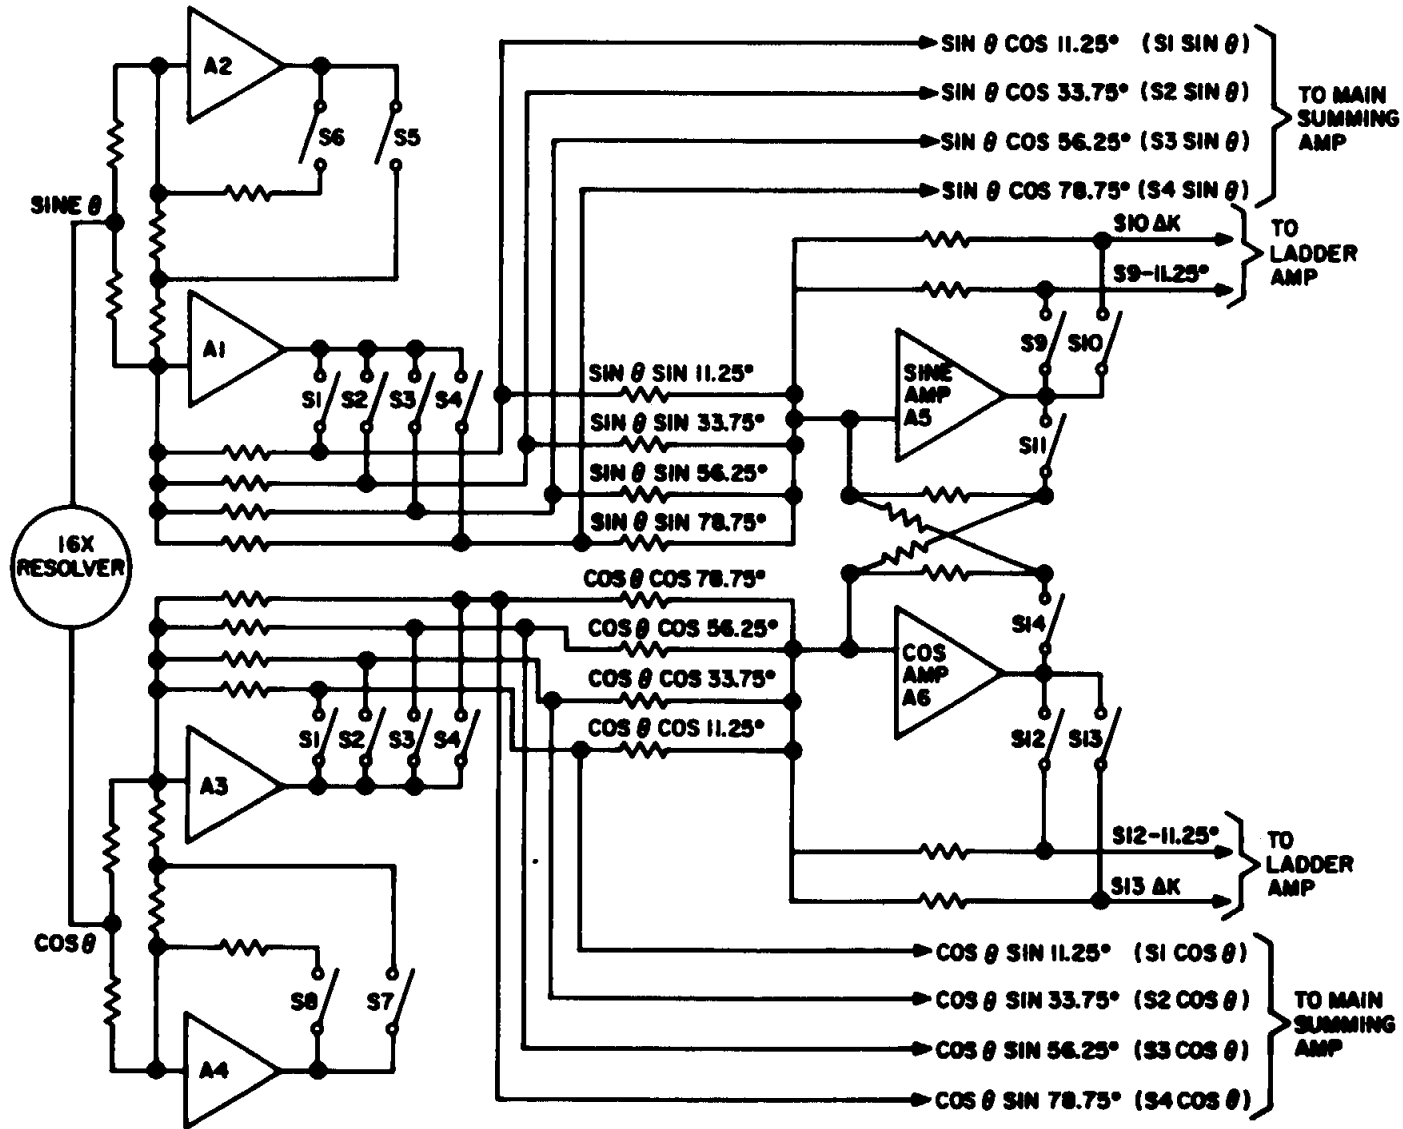 A2
S6
S5
SINE θ
A1
S1
S2
S3
S4
16X
RESOLVER
SIN θ COS 11.25° (S1 SIN θ)
SIN θ COS 33.75° (S2 SIN θ)
SIN θ COS 56.25° (S3 SIN θ)
SIN θ COS 78.75° (S4 SIN θ)
TO MAIN
SUMMING
AMP
S10 ΔK
S9-11.25°
TO
LADDER
AMP
S9
S10
SIN θ SIN 11.25°
SIN θ SIN 33.75°
SIN θ SIN 56.25°
SIN θ SIN 78.75°
SINE
AMP
A5
S11
COS θ COS 78.75°
COS θ COS 56.25°
COS θ COS 33.75°
COS θ COS 11.25°
S14
COS
AMP
A6
S12
S13
S1
S2
S3
S4
A3
S12-11.25°
S13 ΔK
TO
LADDER
AMP
COS θ
S8
S7
A4
COS θ SIN 11.25° (S1 COS θ)
COS θ SIN 33.75° (S2 COS θ)
COS θ SIN 56.25° (S3 COS θ)
COS θ SIN 78.75° (S4 COS θ)
TO MAIN
SUMMING
AMP